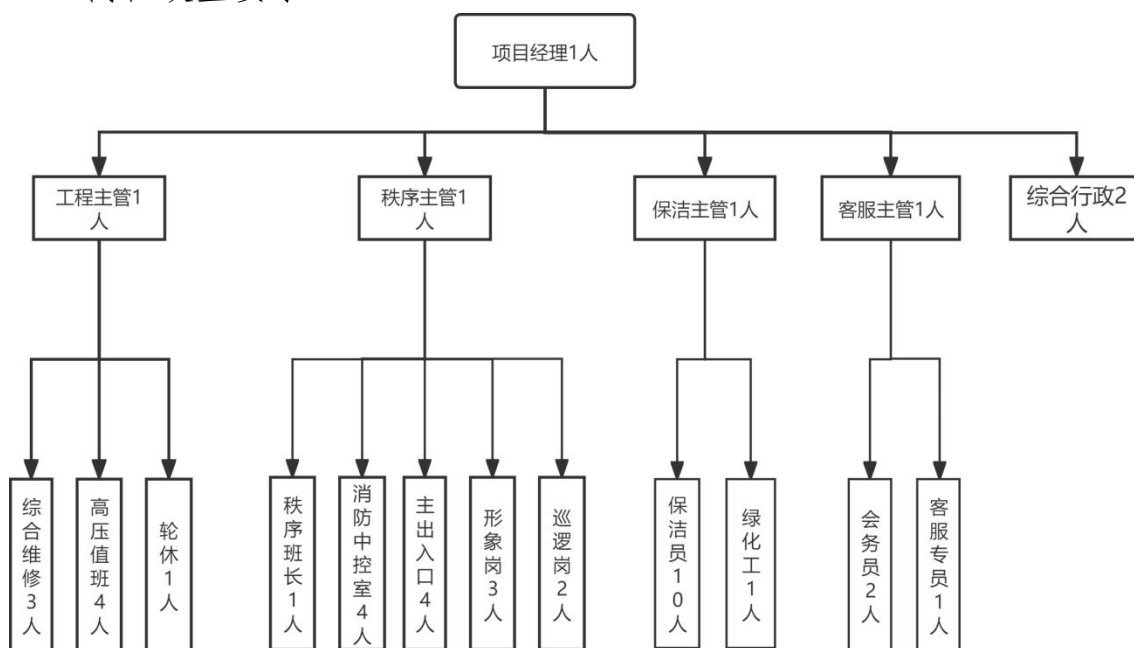 项目经理1人
工程主管1
人
秩序主管1
人
保洁主管1人
客服主管1人
综合行政2
人
综合维修3人
高压值班4人
轮休1人
秩序班长1人
消防中控室4人
主出入口4人
形象岗3人
巡逻岗2人
保洁员10人
绿化工1人
会务员2人
客服专员1人